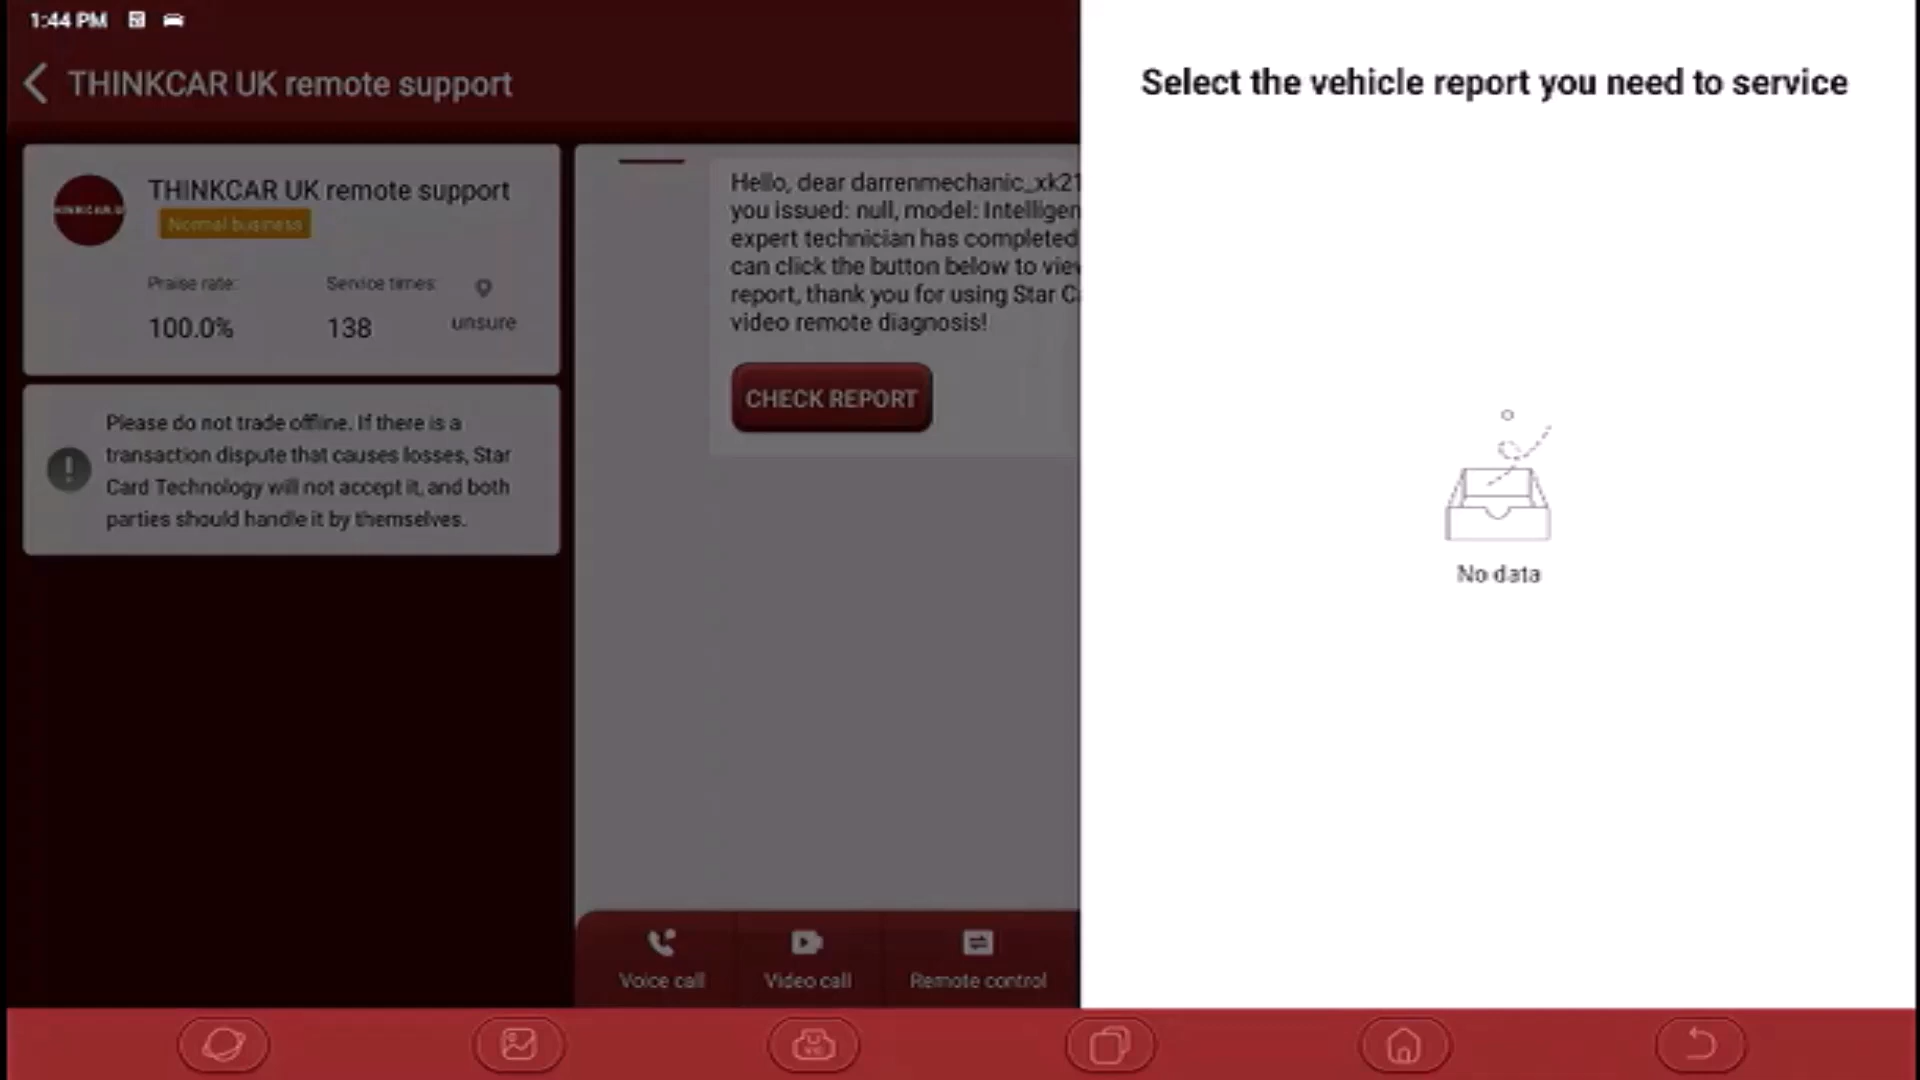 1:44 PM
THINKCAR UK remote support
THINKCAR UK remote support
Normal business
Praise rate:
Service times:
100.0%
138
unsure
Please do not trade offline. If there is a
transaction dispute that causes losses, Star
Card Technology will not accept it, and both
parties should handle it by themselves.
Hello, dear darrenmechanic_xk21
you issued: null, model: Intelligen
expert technician has completed
can click the button below to view
report, thank you for using Star C
video remote diagnosis!
CHECK REPORT
Voice call
Video call
Remote control
Select the vehicle report you need to service
No data